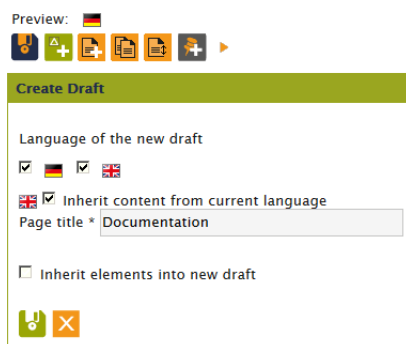 Preview:
Create Draft
Language of the new draft
Inherit content from current language
Page title * Documentation
Inherit elements into new draft